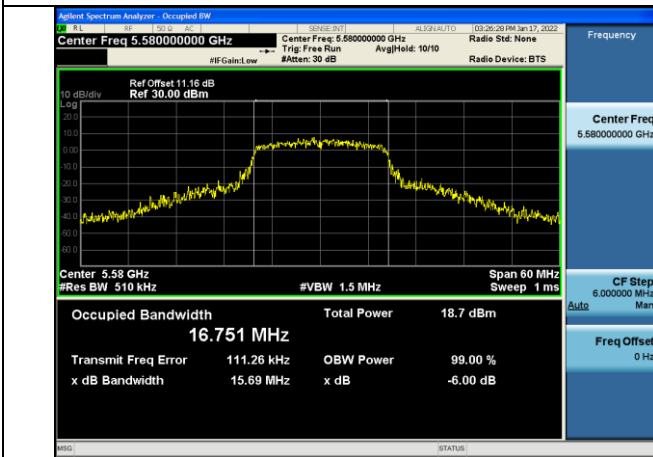 Agilent Spectrum Analyzer - Occupied BW
RL RF 50 Ω AC SENSE:INT ALIGNAUTO 03:26:28 PM Jan 17, 2022
Center Freq 5.580000000 GHz
Center Freq: 5.580000000 GHz
Radio Std: None
Trig: Free Run Avg|Hold: 10/10
#IFGain:Low #Atten: 30 dB Radio Device: BTS
Frequency
Ref Offset 11.16 dB
10 dB/div Ref 30.00 dBm
Log
20.0
10.0
0.00
-10.0
-20.0
-30.0
-40.0
-50.0
-60.0
Center 5.58 GHz Span 60 MHz
#Res BW 510 kHz #VBW 1.5 MHz Sweep 1 ms
Occupied Bandwidth Total Power 18.7 dBm
16.751 MHz
Transmit Freq Error 111.26 kHz OBW Power 99.00 %
x dB Bandwidth 15.69 MHz x dB -6.00 dB
Center Freq
5.580000000 GHz
CF Step
6.000000 MHz
Auto Man
Freq Offset
0 Hz
MSG STATUS